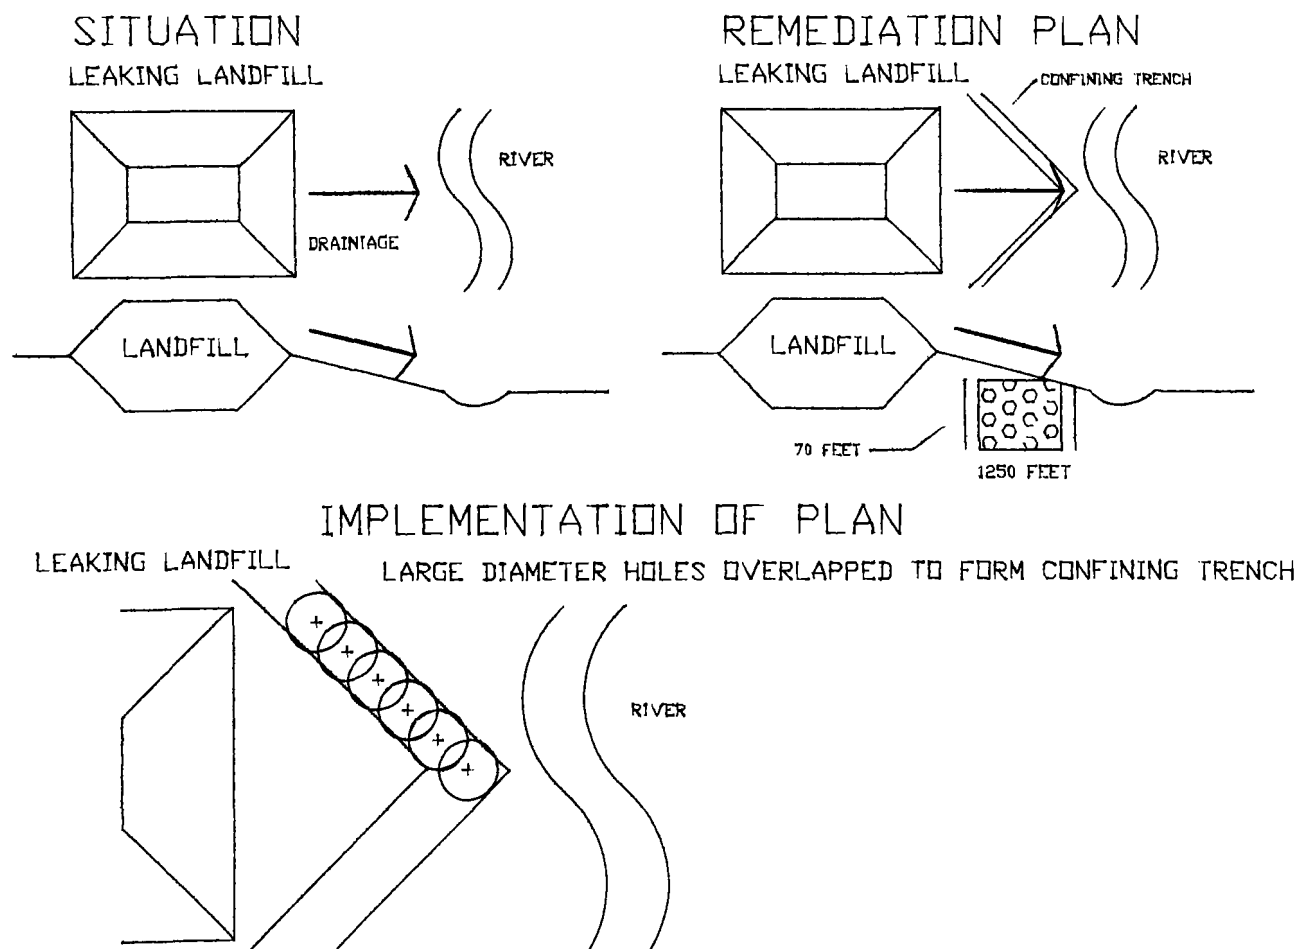 SITUATION
LEAKING LANDFILL
RIVER
DRAINTAGE
LANDFILL
REMEDIATION PLAN
LEAKING LANDFILL
CONFINING TRENCH
RIVER
LANDFILL
70 FEET
1250 FEET
IMPLEMENTATION OF PLAN
LEAKING LANDFILL
LARGE DIAMETER HOLES OVERLAPPED TO FORM CONFINING TRENCH
RIVER